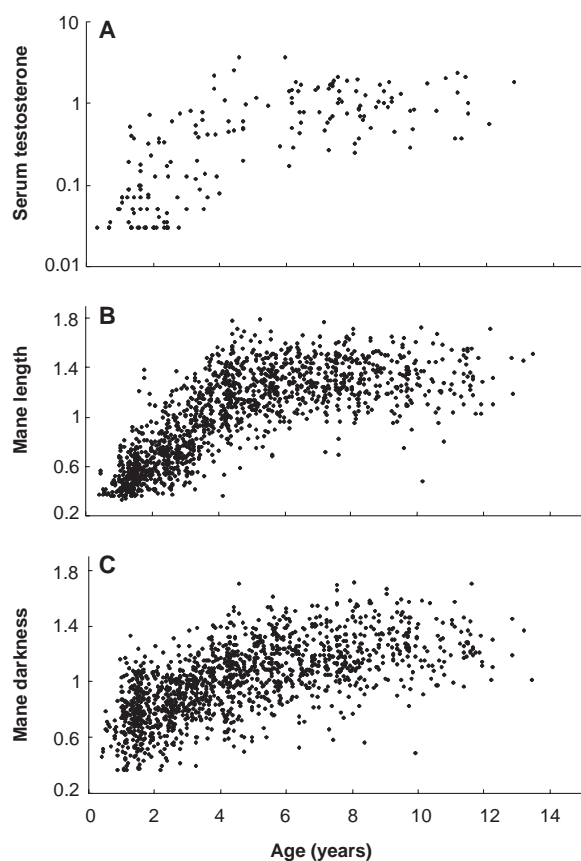 A
10
1
0.1
0.01
Serum testosterone
B
1.8
1.4
1
0.6
0.2
Mane length
C
1.8
1.4
1
0.6
0.2
Mane darkness
0 2 4 6 8 10 12 14
Age (years)